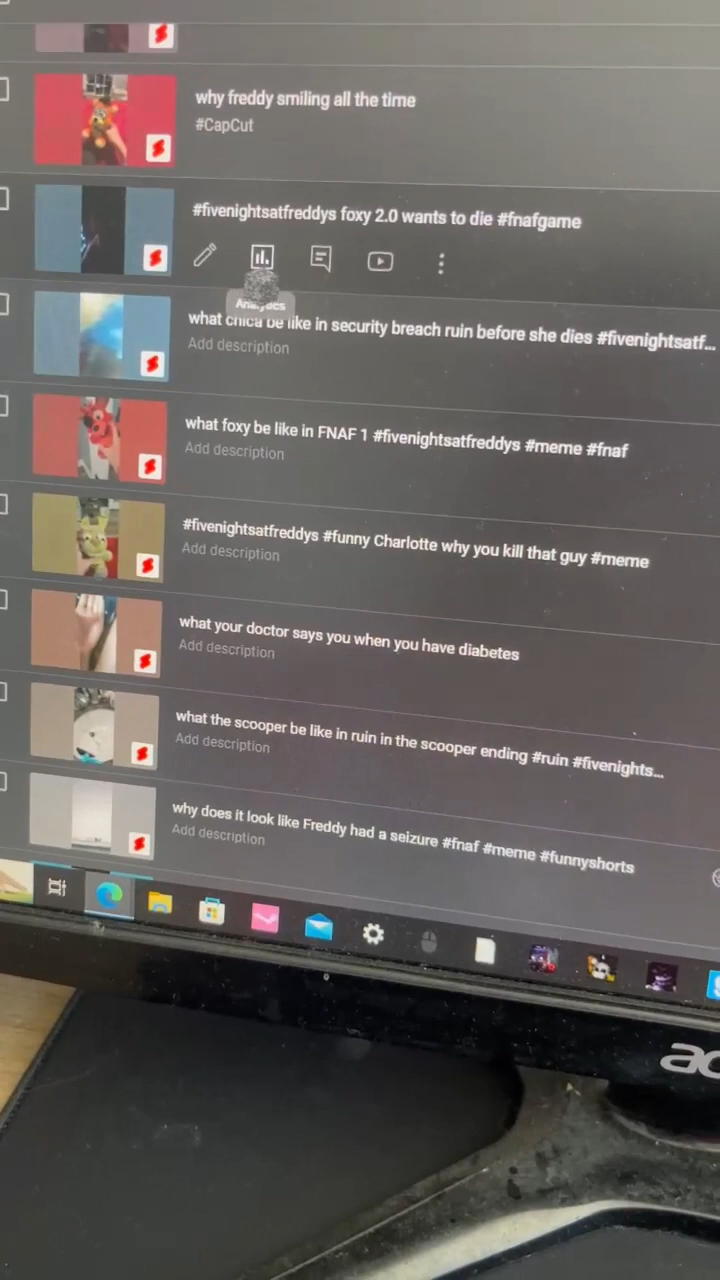 why freddy smiling all the time
#CapCut
#fivenightsatfreddys foxy 2.0 wants to die #fnafgame
Analytics
what chica be like in security breach ruin before she dies #fivenightsatf...
Add description
what foxy be like in FNAF 1 #fivenightsatfreddys #meme #fnaf
Add description
#fivenightsatfreddys #funny Charlotte why you kill that guy #meme
Add description
what your doctor says you when you have diabetes
Add description
what the scooper be like in ruin in the scooper ending #ruin #fivenights...
Add description
why does it look like Freddy had a seizure #fnaf #meme #funnyshorts
Add description